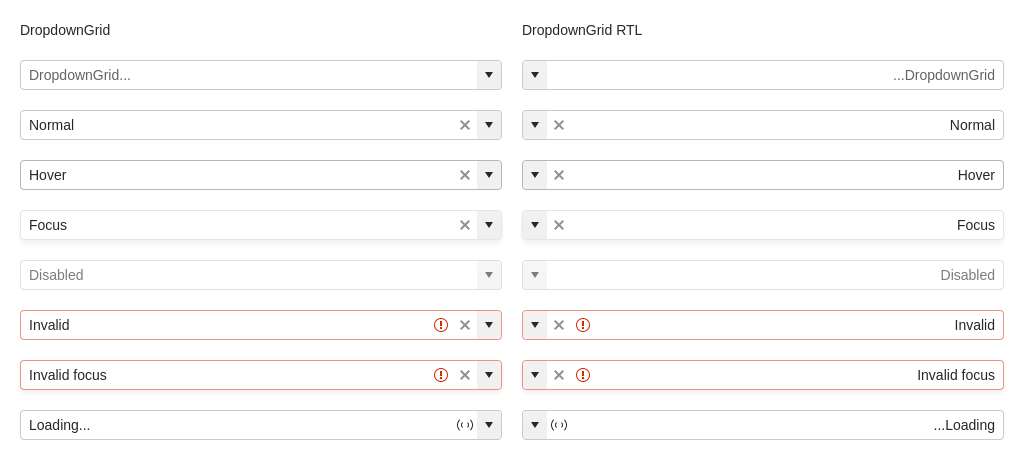 DropdownGrid
DropdownGrid...
Normal
Hover
Focus
Disabled
Invalid
Invalid focus
Loading...
DropdownGrid RTL
...DropdownGrid
Normal
Hover
Focus
Disabled
Invalid
Invalid focus
...Loading